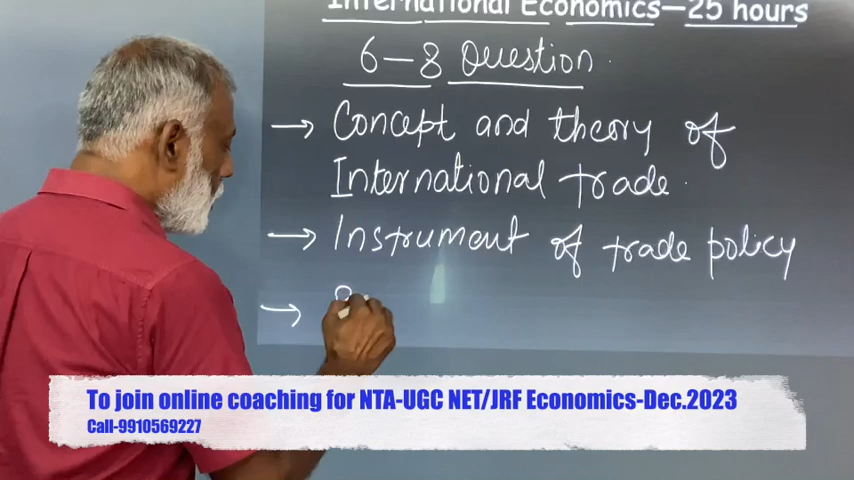 International Economics—25 hours
6—8 Question.
→ Concept and theory of
International trade.
→ Instrument of trade policy
→
To join online coaching for NTA-UGC NET/JRF Economics-Dec.2023
Call-9910569227